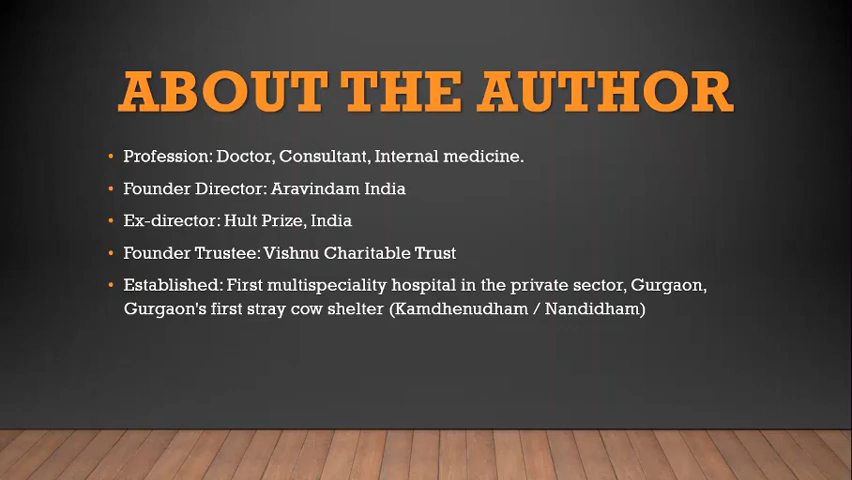 ABOUT THE AUTHOR
• Profession: Doctor, Consultant, Internal medicine.
• Founder Director: Aravindam India
• Ex-director: Hult Prize, India
• Founder Trustee: Vishnu Charitable Trust
• Established: First multispeciality hospital in the private sector, Gurgaon,
Gurgaon's first stray cow shelter (Kamdhenudham / Nandidham)